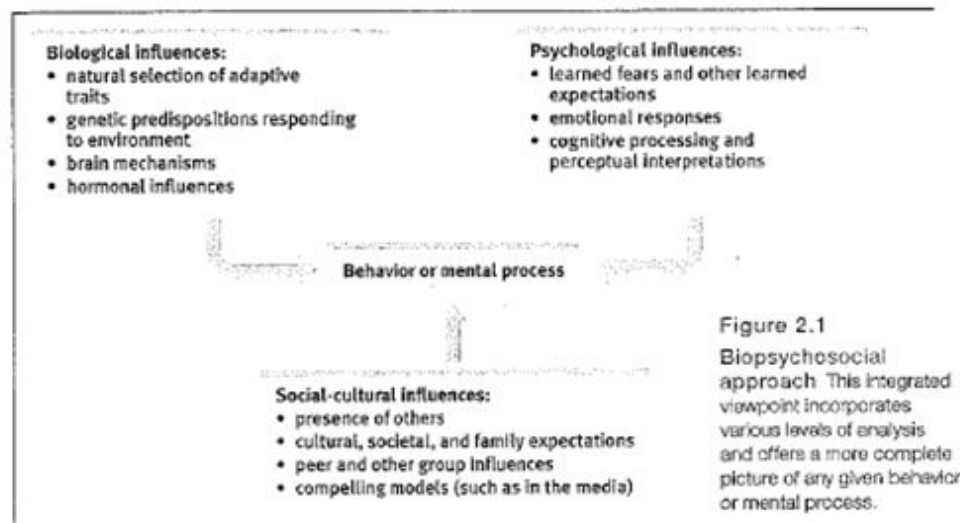 Biological influences:
• natural selection of adaptive
traits
• genetic predispositions responding
to environment
• brain mechanisms
• hormonal influences
Psychological influences:
• learned fears and other learned
expectations
• emotional responses
• cognitive processing and
perceptual interpretations
Behavior or mental process
Social-cultural influences:
• presence of others
• cultural, societal, and family expectations
• peer and other group influences
• compelling models (such as in the media)
Figure 2.1
Biopsychosocial
approach This integrated
viewpoint incorporates
various levels of analysis
and offers a more complete
picture of any given behavior
or mental process.